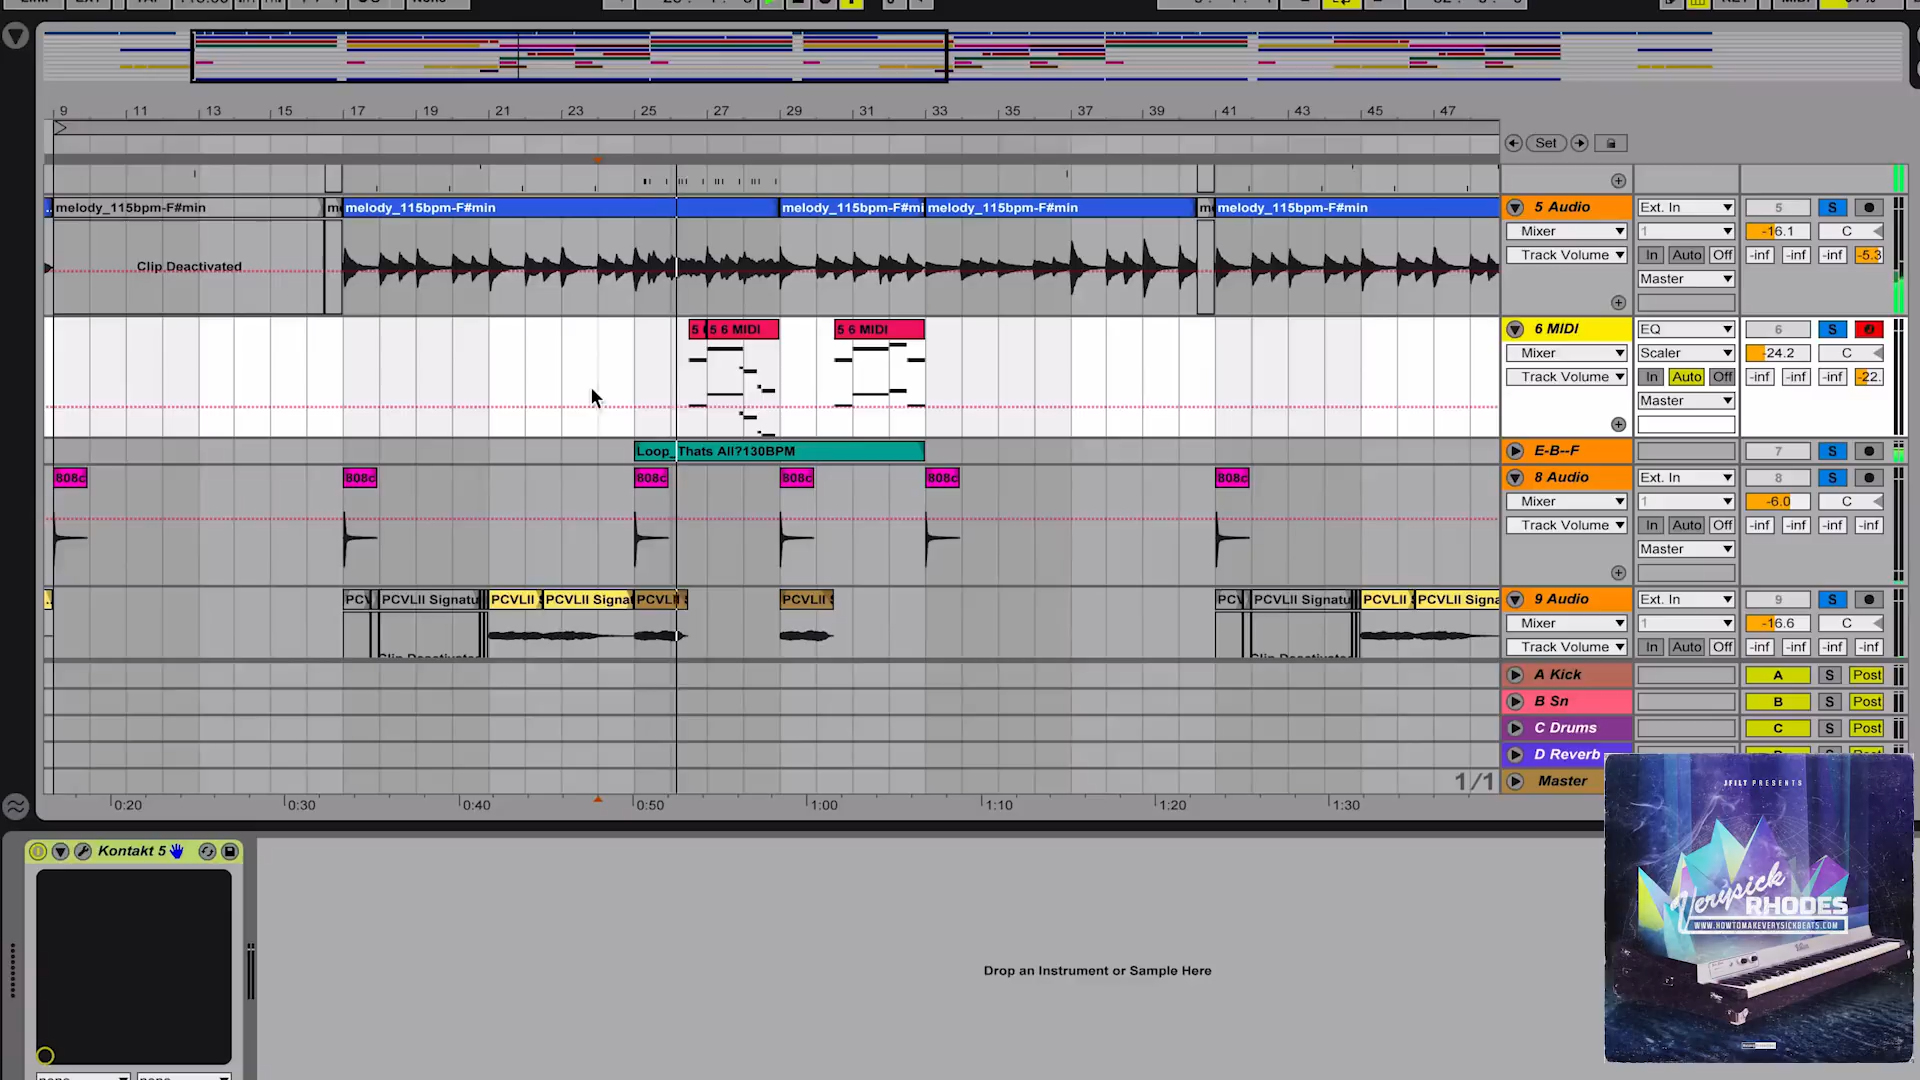 9 11 13 15 17 19 21 23 25 27 29 31 33 35 37 39 41 43 45 47
Set
melody_115bpm-F#min
melody_115bpm-F#min
melody_115bpm-F#mi
melody_115bpm-F#min
melody_115bpm-F#min
Clip Deactivated
5 Audio
Ext. In
5
S
Mixer
1
-16.1
C
Track Volume
In Auto Off
-inf -inf -inf -5.3
Master
5 6 MIDI
5 6 MIDI
6 MIDI
EQ
6
S
Mixer
Scaler
-24.2
C
Track Volume
In Auto Off
-inf -inf -inf -22.
Master
Loop_Thats All?130BPM
E-B--F
7
S
808c 808c 808c 808c 808c 808c
8 Audio
Ext. In
8
S
Mixer
1
-6.0
C
Track Volume
In Auto Off
-inf -inf -inf -inf
Master
PCV PCVLII Signatu PCVLII PCVLII Signa PCVLII PCVLII PCV PCVLII Signatu PCVLII PCVLII Signa
9 Audio
Ext. In
9
S
Mixer
1
-16.6
C
Track Volume
In Auto Off
-inf -inf -inf -inf
A Kick
A S Post
B Sn
B S Post
C Drums
C S Post
D Reverb
Master
1/1
0:20 0:30 0:40 0:50 1:00 1:10 1:20 1:30
Kontakt 5
Drop an Instrument or Sample Here
JFILT PRESENTS
Verysick
RHODES
WWW.HOWTOMAKEVERYSICKBEATS.COM